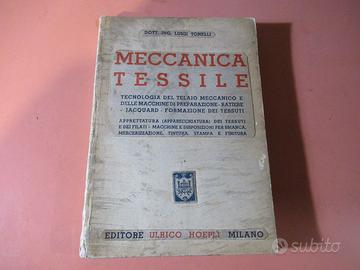 DOTT. ING. LUIGI TONELLI
MECCANICA
TESSILE
TECNOLOGIA DEL TELAIO MECCANICO E
DELLE MACCHINE DI PREPARAZIONE - RATIERE
- JACQUARD - FORMAZIONE DEI TESSUTI
APPRETTATURA (APPARECCHIATURA) DEI TESSUTI
E DEI FILATI - MACCHINE E DISPOSIZIONI PER SBIANCA,
MERCERIZZAZIONE, TINTURA, STAMPA E FINITURA
EDITORE ULRICO HOEPLI MILANO
subito